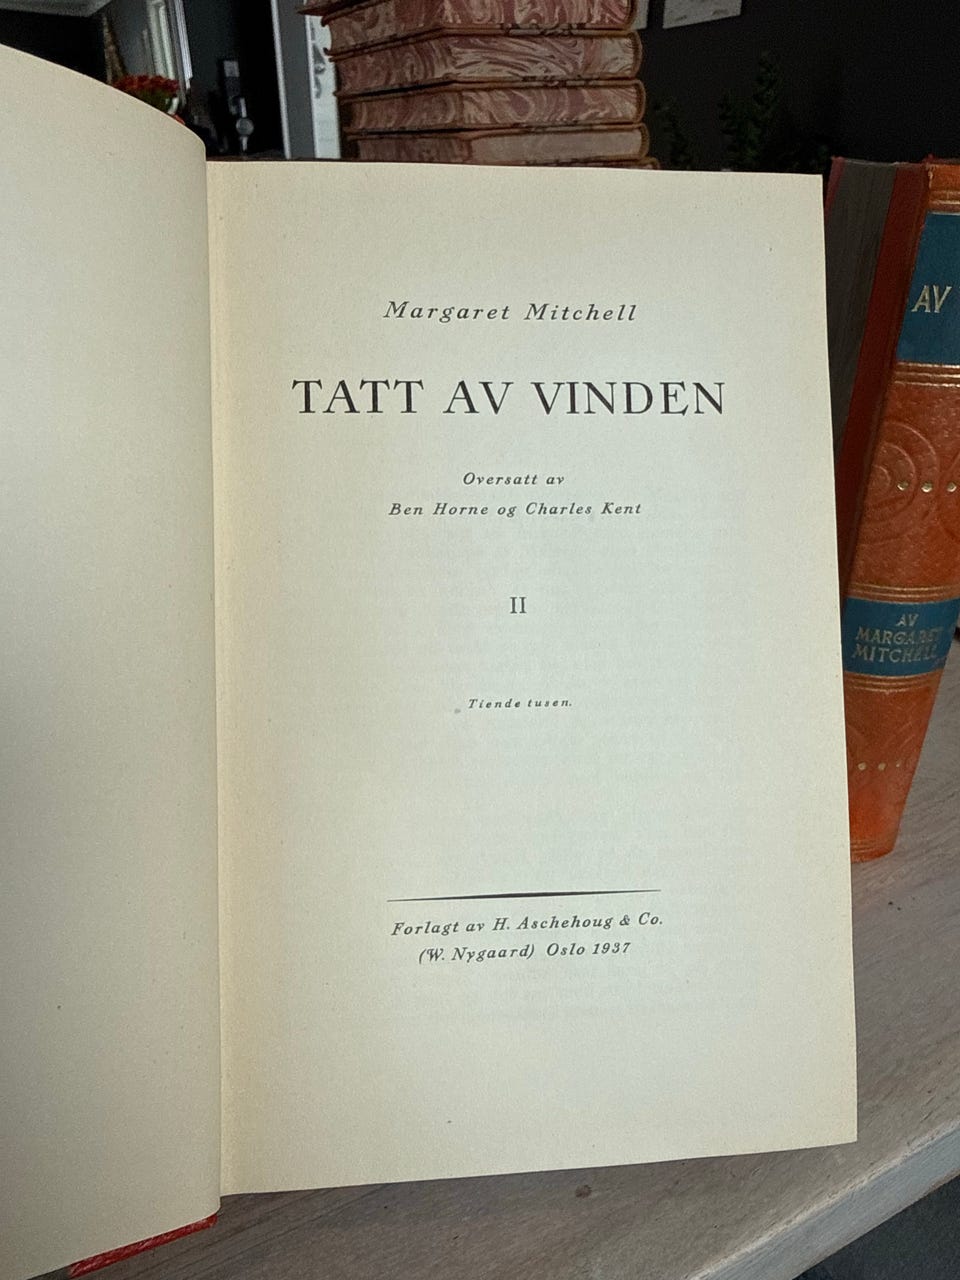 Margaret Mitchell
TATT AV VINDEN
Oversatt av
Ben Horne og Charles Kent
II
Tiende tusen.
Forlagt av H. Aschehoug & Co.
(W. Nygaard) Oslo 1937
AV
AV
MARGARET
MITCHELL